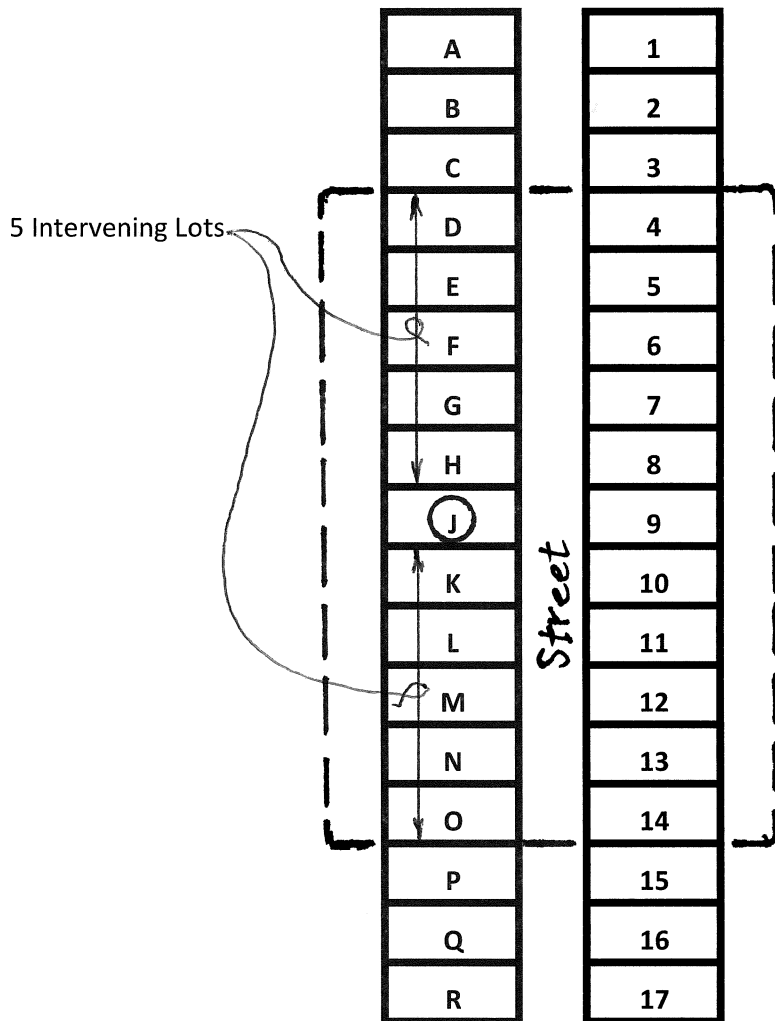 A 1
B 2
C 3
5 Intervening Lots
D 4
E 5
F 6
G 7
H 8
J 9
K 10
L 11
M 12
N 13
O 14
P 15
Q 16
R 17
Street